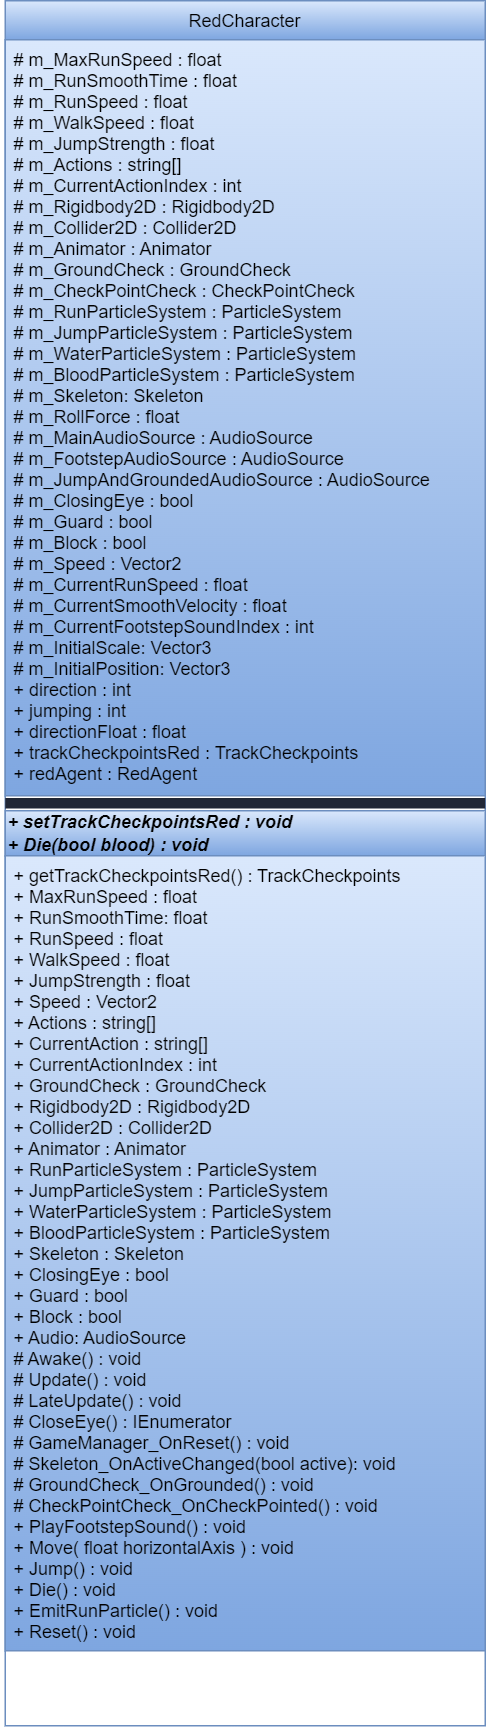 RedCharacter
# m_MaxRunSpeed : float
# m_RunSmoothTime : float
# m_RunSpeed : float
# m_WalkSpeed : float
# m_JumpStrength : float
# m_Actions : string[]
# m_CurrentActionIndex : int
# m_Rigidbody2D : Rigidbody2D
# m_Collider2D : Collider2D
# m_Animator : Animator
# m_GroundCheck : GroundCheck
# m_CheckPointCheck : CheckPointCheck
# m_RunParticleSystem : ParticleSystem
# m_JumpParticleSystem : ParticleSystem
# m_WaterParticleSystem : ParticleSystem
# m_BloodParticleSystem : ParticleSystem
# m_Skeleton: Skeleton
# m_RollForce : float
# m_MainAudioSource : AudioSource
# m_FootstepAudioSource : AudioSource
# m_JumpAndGroundedAudioSource : AudioSource
# m_ClosingEye : bool
# m_Guard : bool
# m_Block : bool
# m_Speed : Vector2
# m_CurrentRunSpeed : float
# m_CurrentSmoothVelocity : float
# m_CurrentFootstepSoundIndex : int
# m_InitialScale: Vector3
# m_InitialPosition: Vector3
+ direction : int
+ jumping : int
+ directionFloat : float
+ trackCheckpointsRed : TrackCheckpoints
+ redAgent : RedAgent
+ setTrackCheckpointsRed : void
+ Die(bool blood) : void
+ getTrackCheckpointsRed() : TrackCheckpoints
+ MaxRunSpeed : float
+ RunSmoothTime: float
+ RunSpeed : float
+ WalkSpeed : float
+ JumpStrength : float
+ Speed : Vector2
+ Actions : string[]
+ CurrentAction : string[]
+ CurrentActionIndex : int
+ GroundCheck : GroundCheck
+ Rigidbody2D : Rigidbody2D
+ Collider2D : Collider2D
+ Animator : Animator
+ RunParticleSystem : ParticleSystem
+ JumpParticleSystem : ParticleSystem
+ WaterParticleSystem : ParticleSystem
+ BloodParticleSystem : ParticleSystem
+ Skeleton : Skeleton
+ ClosingEye : bool
+ Guard : bool
+ Block : bool
+ Audio: AudioSource
# Awake() : void
# Update() : void
# LateUpdate() : void
# CloseEye() : IEnumerator
# GameManager_OnReset() : void
# Skeleton_OnActiveChanged(bool active): void
# GroundCheck_OnGrounded() : void
# CheckPointCheck_OnCheckPointed() : void
+ PlayFootstepSound() : void
+ Move( float horizontalAxis ) : void
+ Jump() : void
+ Die() : void
+ EmitRunParticle() : void
+ Reset() : void